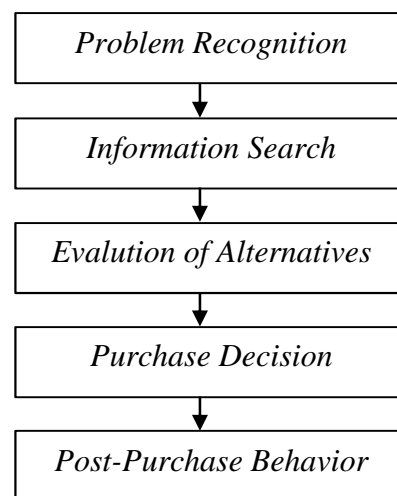 Problem Recognition
Information Search
Evalution of Alternatives
Purchase Decision
Post-Purchase Behavior